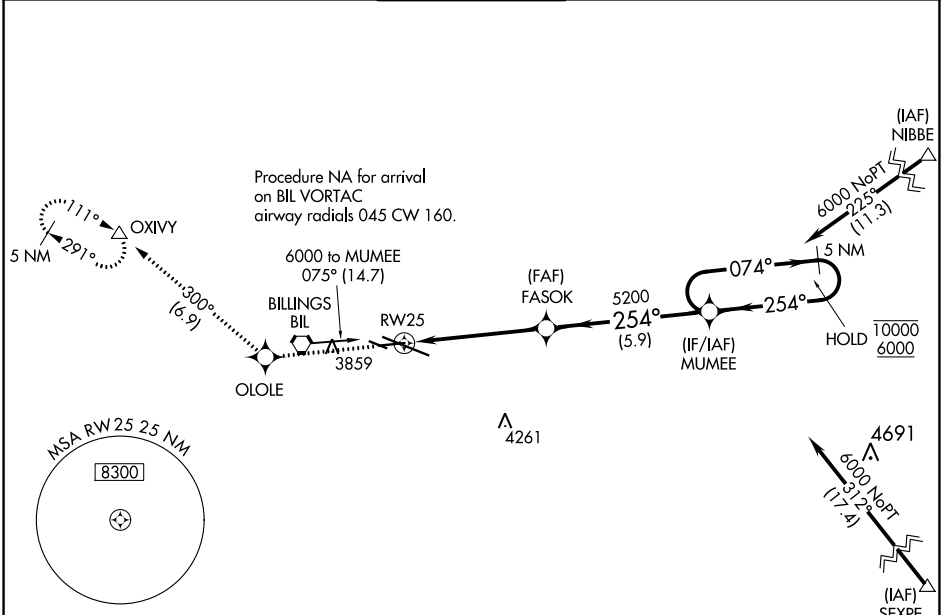 (IAF)
NIBBE
6000 NoPT
225°
(11.3)
Procedure NA for arrival
on BIL VORTAC
airway radials 045 CW 160.
111°
OXIVY
291°
5 NM
6000 to MUMEE
075° (14.7)
5 NM
074°
(FAF)
FASOK
300°
(6.9)
BILLINGS
BIL
RW25
5200
254°
(5.9)
254°
(IF/IAF)
MUMEE
HOLD
10000
6000
3859
OLOLE
4261
4691
MSA RW25 25 NM
8300
6000 NoPT
312°
(17.4)
(IAF)